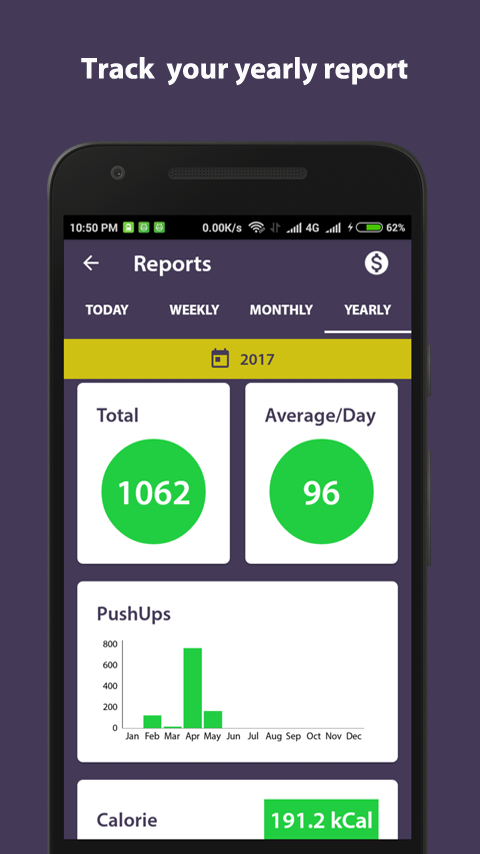 Track your yearly report
10:50 PM 0.00K/s 4G 62%
Reports
TODAY WEEKLY MONTHLY YEARLY
2017
Total
1062
Average/Day
96
PushUps
800
600
400
200
0
Jan Feb Mar Apr May Jun Jul Aug Sep Oct Nov Dec
Calorie 191.2 kCal